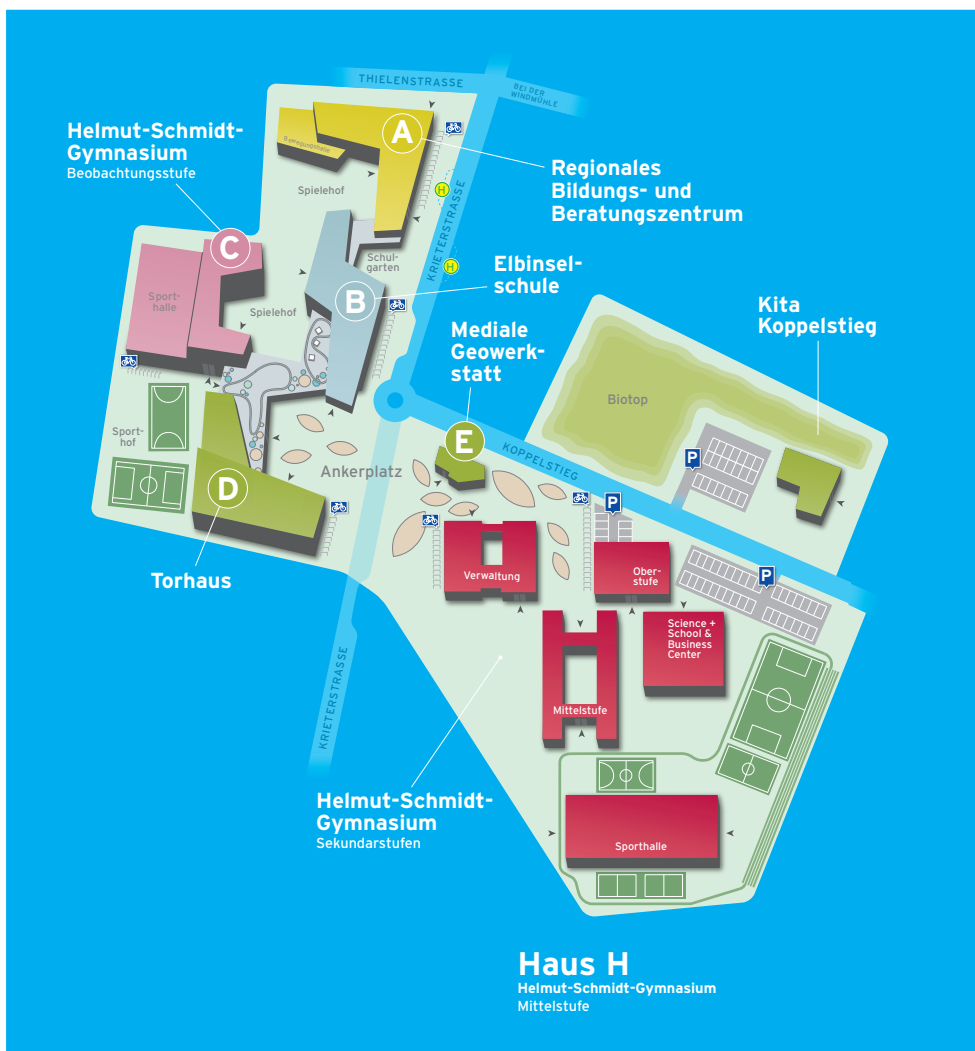 THIELENSTRASSE
BEI DER
WINDMÜHLE
Helmut-Schmidt-
Gymnasium
Beobachtungsstufe
A
Bewegungshalle
Regionales
Bildungs- und
Beratungszentrum
Spielehof
H
KRIETERSTRASSE
C
Schul-
garten
H
Elbinsel-
schule
Sport-
halle
B
Spielehof
Kita
Koppelstieg
Mediale
Geowerk-
statt
Biotop
Sport-
hof
E
KOPPELSTIEG
P
Ankerplatz
D
P
Torhaus
Verwaltung
Ober-
stufe
P
Science +
School &
Business
Center
KRIETERSTRASSE
Mittelstufe
Helmut-Schmidt-
Gymnasium
Sekundarstufen
Sporthalle
Haus H
Helmut-Schmidt-Gymnasium
Mittelstufe